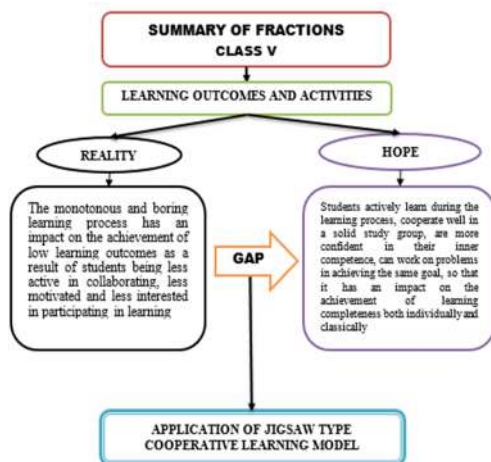 SUMMARY OF FRACTIONS
CLASS V
LEARNING OUTCOMES AND ACTIVITIES
REALITY
HOPE
The monotonous and boring
learning process has an
impact on the achievement of
low learning outcomes as a
result of students being less
active in collaborating, less
motivated and less interested
in participating in learning
GAP
Students actively learn during the
learning process, cooperate well in
a solid study group, are more
confident in their inner
competence, can work on problems
in achieving the same goal, so that
it has an impact on the
achievement of learning
completeness both individually and
classically
APPLICATION OF JIGSAW TYPE
COOPERATIVE LEARNING MODEL